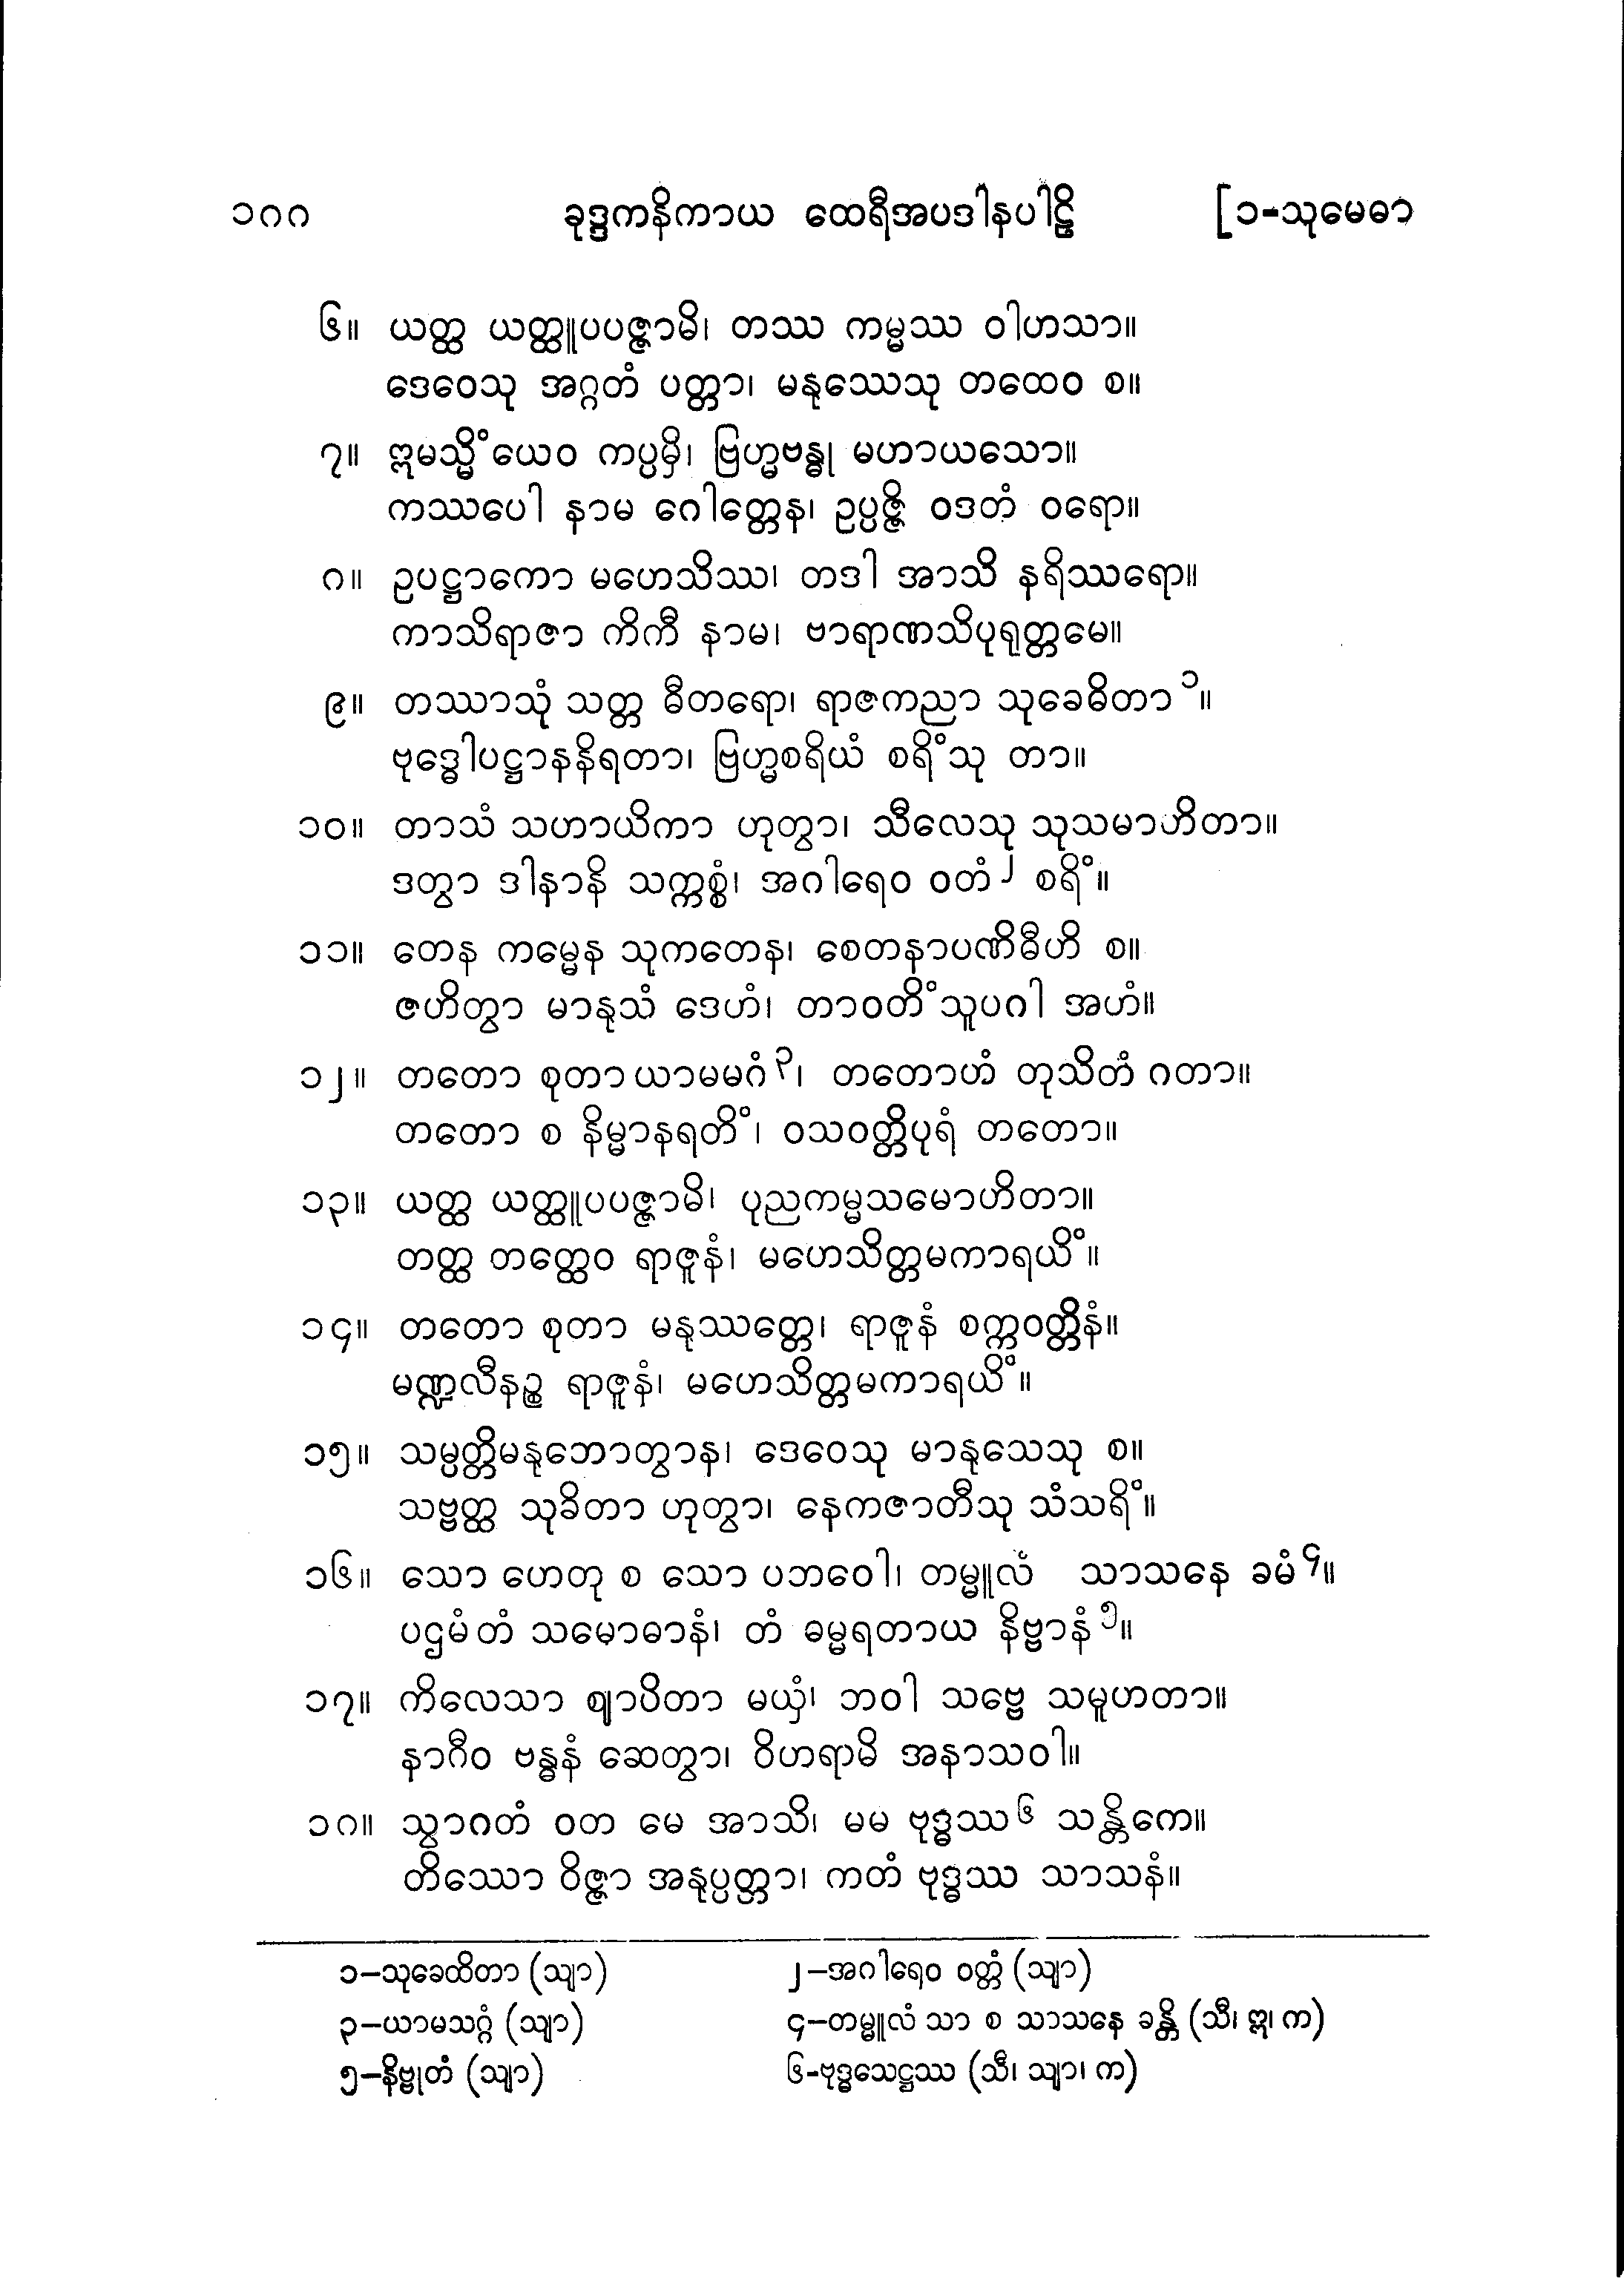 ၁၈၈ ခုဒ္ဒကနိကာယ ထေရီအပဒါနပါဠိ [၁-သုမေဓာ
၆။ ယတ္ထ ယတ္ထူပပဇ္ဇာမိ၊ တဿ ကမ္မဿ ဝါဟသာ။
ဒေဝေသု အဂ္ဂတံ ပတ္တာ၊ မနုဿေသု တထေဝ စ။
၇။ ဣမသ္မိံယေဝ ကပ္ပမှိ၊ ဗြဟ္မဗန္ဓု မဟာယသော။
ကဿပေါ နာမ ဂေါတ္တေန၊ ဥပ္ပဇ္ဇိ ဝဒတံ ဝရော။
၈။ ဥပဋ္ဌာကော မဟေသိဿ၊ တဒါ အာသိ နရိဿရော။
ကာသိရာဇာ ကိကီ နာမ၊ ဗာရာဏသိပုရုတ္တမေ။
၉။ တဿာသုံ သတ္တ ဓီတရော၊ ရာဇကညာ သုခေဓိတာ ၁။
ဗုဒ္ဓေါပဋ္ဌာနနိရတာ၊ ဗြဟ္မစရိယံ စရိံသု တာ။
၁၀။ တာသံ သဟာယိကာ ဟုတွာ၊ သီလေသု သုသမာဟိတာ။
ဒတွာ ဒါနာနိ သက္ကစ္စံ၊ အဂါရေဝ ဝတံ ၂ စရိံ။
၁၁။ တေန ကမ္မေန သုကတေန၊ စေတနာပဏိဓီဟိ စ။
ဇဟိတွာ မာနုသံ ဒေဟံ၊ တာဝတိံသူပဂါ အဟံ။
၁၂။ တတော စုတာ ယာမမဂံ ၃၊ တတောဟံ တုသိတံ ဂတာ။
တတော စ နိမ္မာနရတိံ၊ ဝသဝတ္တိပုရံ တတော။
၁၃။ ယတ္ထ ယတ္ထူပပဇ္ဇာမိ၊ ပုညကမ္မသမောဟိတာ။
တတ္ထ တတ္ထေဝ ရာဇူနံ၊ မဟေသိတ္တမကာရယိံ။
၁၄။ တတော စုတာ မနုဿတ္တေ၊ ရာဇူနံ စက္ကဝတ္တိနံ။
မဏ္ဍလီနဉ္စ ရာဇူနံ၊ မဟေသိတ္တမကာရယိံ။
၁၅။ သမ္ပတ္တိမနုဘောတွာန၊ ဒေဝေသု မာနုသေသု စ။
သဗ္ဗတ္ထ သုခိတာ ဟုတွာ၊ နေကဇာတီသု သံသရိံ။
၁၆။ သော ဟေတု စ သော ပဘဝေါ၊ တမ္မူလံ သာသနေ ခမံ ၄။
ပဌမံ တံ သမောဓာနံ၊ တံ ဓမ္မရတာယ နိဗ္ဗာနံ ၅။
၁၇။ ကိလေသာ ဈာပိတာ မယှံ၊ ဘဝါ သဗ္ဗေ သမူဟတာ။
နာဂီဝ ဗန္ဓနံ ဆေတွာ၊ ဝိဟရာမိ အနာသဝါ။
၁၈။ သွာဂတံ ဝတ မေ အာသိ၊ မမ ဗုဒ္ဓဿ ၆ သန္တိကေ။
တိဿော ဝိဇ္ဇာ အနုပ္ပတ္တာ၊ ကတံ ဗုဒ္ဓဿ သာသနံ။
၁–သုခေထိတာ (သျာ) ၂–အဂါရေဝ ဝတ္တံ (သျာ)
၃–ယာမသဂ္ဂံ (သျာ) ၄–တမ္မူလံ သာ စ သာသနေ ခန္တိ (သီ၊ ဣ၊ က)
၅–နိဗ္ဗုတံ (သျာ) ၆-ဗုဒ္ဓသေဋ္ဌဿ (သီ၊ သျာ၊ က)